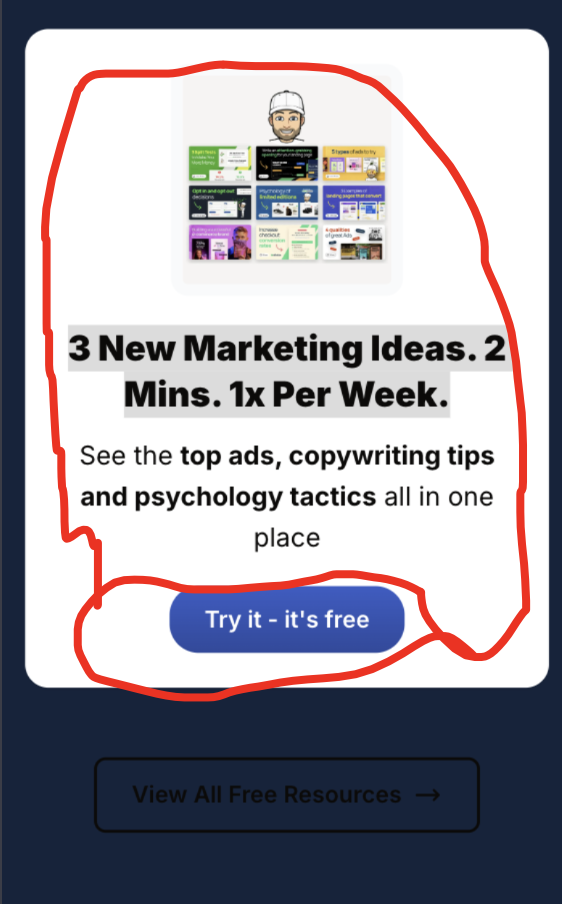 3 New Marketing Ideas. 2
Mins. 1x Per Week.
See the top ads, copywriting tips
and psychology tactics all in one
place
Try it - it's free
View All Free Resources →